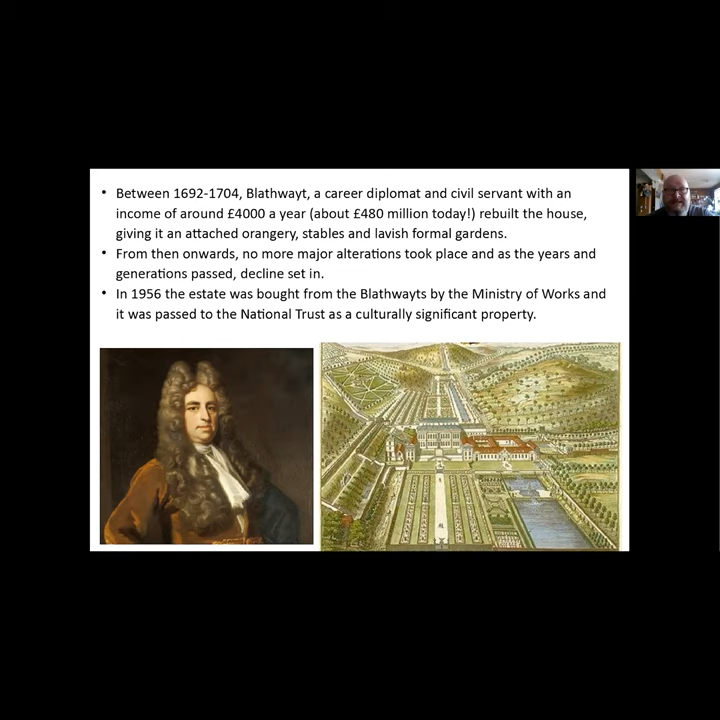 • Between 1692-1704, Blathwayt, a career diplomat and civil servant with an
income of around £4000 a year (about £480 million today!) rebuilt the house,
giving it an attached orangery, stables and lavish formal gardens.
• From then onwards, no more major alterations took place and as the years and
generations passed, decline set in.
• In 1956 the estate was bought from the Blathwayts by the Ministry of Works and
it was passed to the National Trust as a culturally significant property.